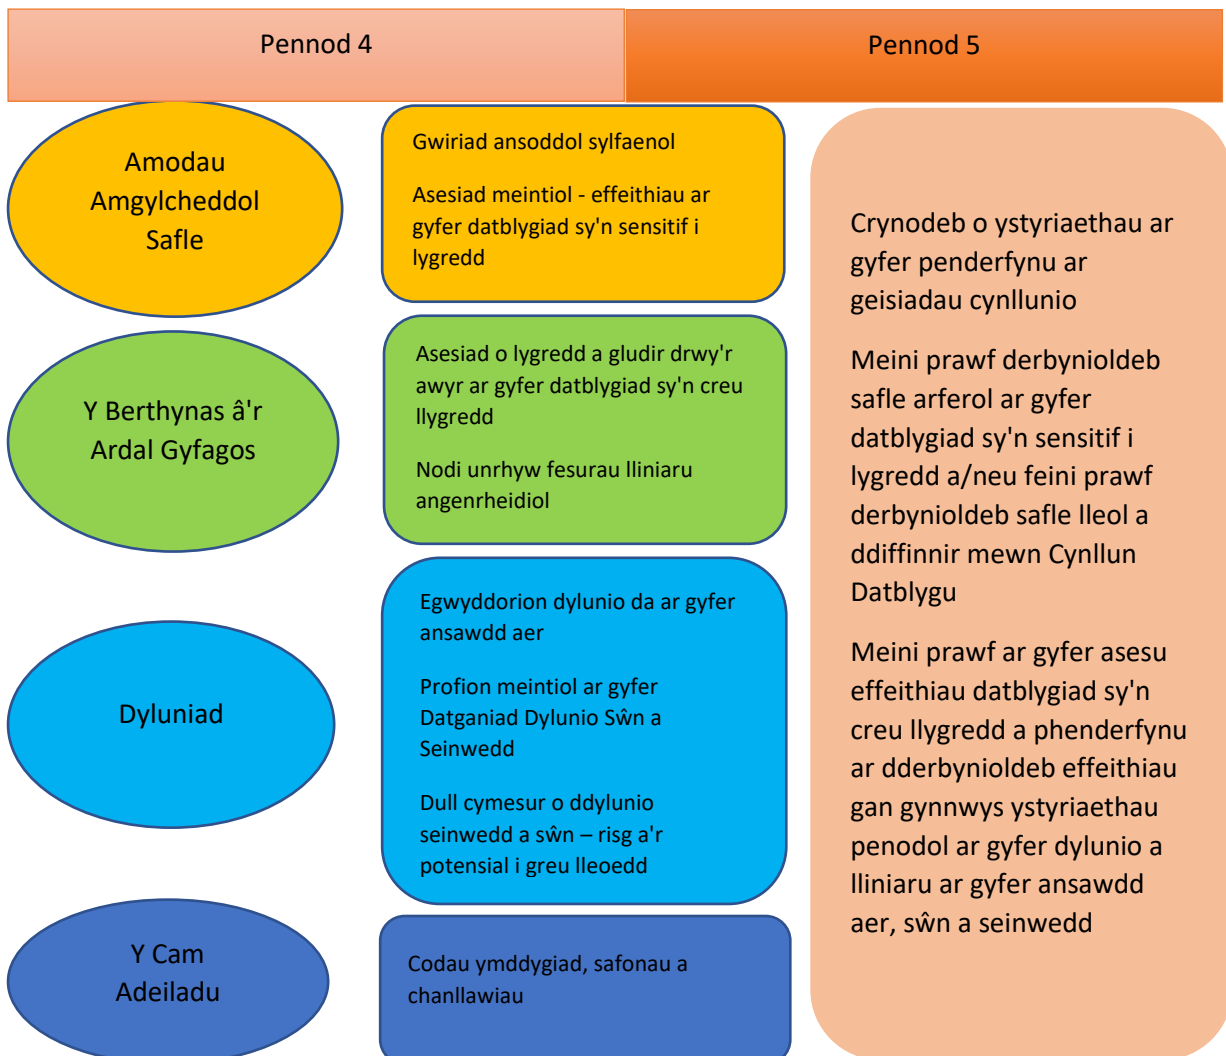 Pennod 4
Pennod 5
Amodau
Amgylcheddol
Safle
Gwiriad ansoddol sylfaenol
Asesiad meintiol - effeithiau ar
gyfer datblygiad sy'n sensitif i
lygredd
Y Berthynas â'r
Ardal Gyfagos
Asesiad o lygredd a gludir drwy'r
awyr ar gyfer datblygiad sy'n creu
llygredd
Nodi unrhyw fesurau lliniaru
angenrheidiol
Dyluniad
Egwyddorion dylunio da ar gyfer
ansawdd aer
Profion meintiol ar gyfer
Datganiad Dylunio Sŵn a
Seinwedd
Dull cymesur o ddylunio
seinwedd a sŵn – risg a'r
potensial i greu lleoedd
Y Cam
Adeiladu
Codau ymddygiad, safonau a
chanllawiau
Crynodeb o ystyriaethau ar
gyfer penderfynu ar
geisiadau cynllunio
Meini prawf derbynioldeb
safle arferol ar gyfer
datblygiad sy'n sensitif i
lygredd a/neu feini prawf
derbynioldeb safle lleol a
ddiffinnir mewn Cynllun
Datblygu
Meini prawf ar gyfer asesu
effeithiau datblygiad sy'n
creu llygredd a phenderfynu
ar dderbynioldeb effeithiau
gan gynnwys ystyriaethau
penodol ar gyfer dylunio a
lliniaru ar gyfer ansawdd
aer, sŵn a seinwedd